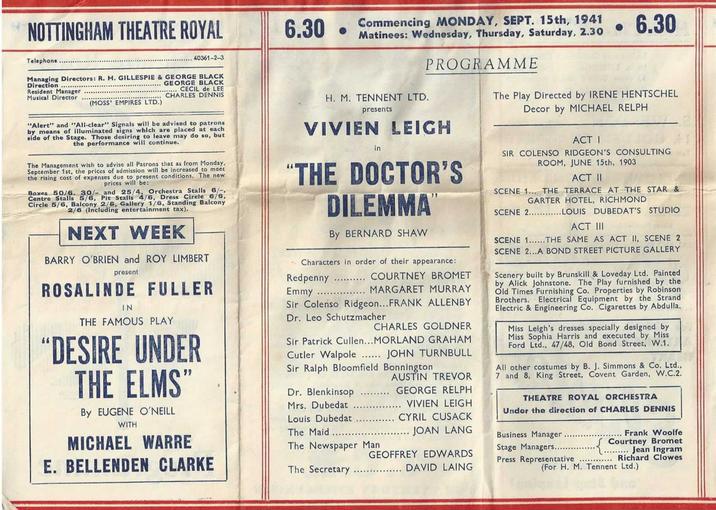 NOTTINGHAM THEATRE ROYAL
Telephone ........ 40361-2-3
Managing Directors: R. H. GILLESPIE & GEORGE BLACK
Direction ........ GEORGE BLACK
Resident Manager ........ CECIL de LEE
Musical Director ........ CHARLES DENNIS
(MOSS' EMPIRES LTD.)
"Alert" and "All-clear" Signals will be advised to patrons
by means of illuminated signs which are placed at each
side of the Stage. Those desiring to leave may do so, but
the performance will continue.
The Management wish to advise all Patrons that as from Monday,
September 1st, the prices of admission will be increased to meet
the rising cost of expenses due to present conditions. The new
prices will be:
Boxes 50/6, 30/- and 25/4, Orchestra Stalls 8/-,
Centre Stalls 5/6, Pit Stalls 4/6, Dress Circle 6/6,
Circle 5/6, Balcony 2/6, Gallery 1/6, Standing Balcony
2/6 (Including entertainment tax).
NEXT WEEK
BARRY O'BRIEN and ROY LIMBERT
present
ROSALINDE FULLER
IN
THE FAMOUS PLAY
"DESIRE UNDER
THE ELMS"
By EUGENE O'NEILL
WITH
MICHAEL WARRE
E. BELLENDEN CLARKE
6.30 • Commencing MONDAY, SEPT. 15th, 1941 • 6.30
Matinees: Wednesday, Thursday, Saturday, 2.30
PROGRAMME
H. M. TENNENT LTD.
presents
VIVIEN LEIGH
in
"THE DOCTOR'S
DILEMMA"
By BERNARD SHAW
Characters in order of their appearance:
Redpenny .......... COURTNEY BROMET
Emmy .............. MARGARET MURRAY
Sir Colenso Ridgeon...FRANK ALLENBY
Dr. Leo Schutzmacher
CHARLES GOLDNER
Sir Patrick Cullen...MORLAND GRAHAM
Cutler Walpole ...... JOHN TURNBULL
Sir Ralph Bloomfield Bonnington
AUSTIN TREVOR
Dr. Blenkinsop ......... GEORGE RELPH
Mrs. Dubedat ............ VIVIEN LEIGH
Louis Dubedat .......... CYRIL CUSACK
The Maid .................. JOAN LANG
The Newspaper Man
GEOFFREY EDWARDS
The Secretary ............ DAVID LAING
The Play Directed by IRENE HENTSCHEL
Decor by MICHAEL RELPH
ACT I
SIR COLENSO RIDGEON'S CONSULTING
ROOM, JUNE 15th, 1903
ACT II
SCENE 1... THE TERRACE AT THE STAR &
GARTER HOTEL, RICHMOND
SCENE 2..........LOUIS DUBEDAT'S STUDIO
ACT III
SCENE 1......THE SAME AS ACT II, SCENE 2
SCENE 2...A BOND STREET PICTURE GALLERY
Scenery built by Brunskill & Loveday Ltd. Painted
by Alick Johnstone. The Play furnished by the
Old Times Furnishing Co. Properties by Robinson
Brothers. Electrical Equipment by the Strand
Electric & Engineering Co. Cigarettes by Abdulla.
Miss Leigh's dresses specially designed by
Miss Sophia Harris and executed by Miss
Ford Ltd., 47/48, Old Bond Street, W.1.
All other costumes by B. J. Simmons & Co. Ltd.,
7 and 8, King Street, Covent Garden, W.C.2.
THEATRE ROYAL ORCHESTRA
Under the direction of CHARLES DENNIS
Business Manager ........ Frank Woolfe
Stage Managers........ { Courtney Bromet
Jean Ingram
Press Representative ........ Richard Clowes
(For H. M. Tennent Ltd.)